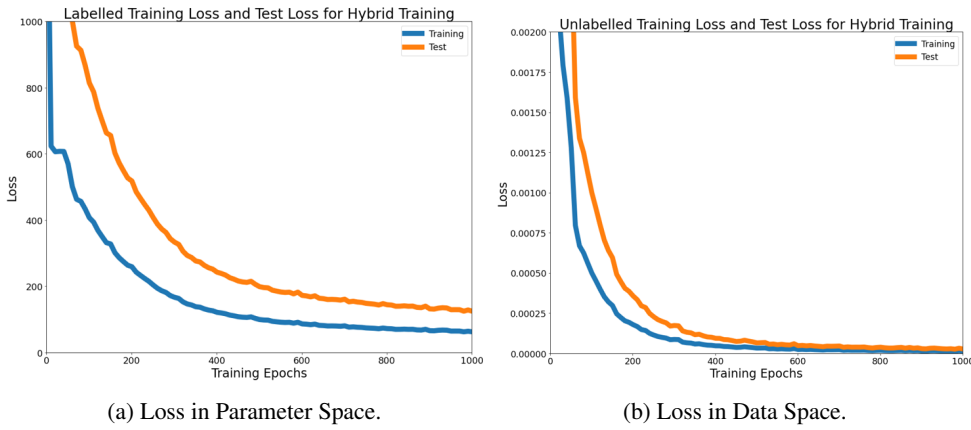 Labelled Training Loss and Test Loss for Hybrid Training
1000
800
600
400
200
0
Loss
Training
Test
0 200 400 600 800 1000
Training Epochs
(a) Loss in Parameter Space.
Unlabelled Training Loss and Test Loss for Hybrid Training
0.00200
0.00175
0.00150
0.00125
0.00100
0.00075
0.00050
0.00025
0.00000
Loss
Training
Test
0 200 400 600 800 1000
Training Epochs
(b) Loss in Data Space.